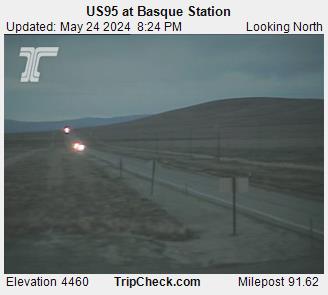 US95 at Basque Station
Updated: May 24 2024 8:24 PM Looking North
Elevation 4460 TripCheck.com Milepost 91.62